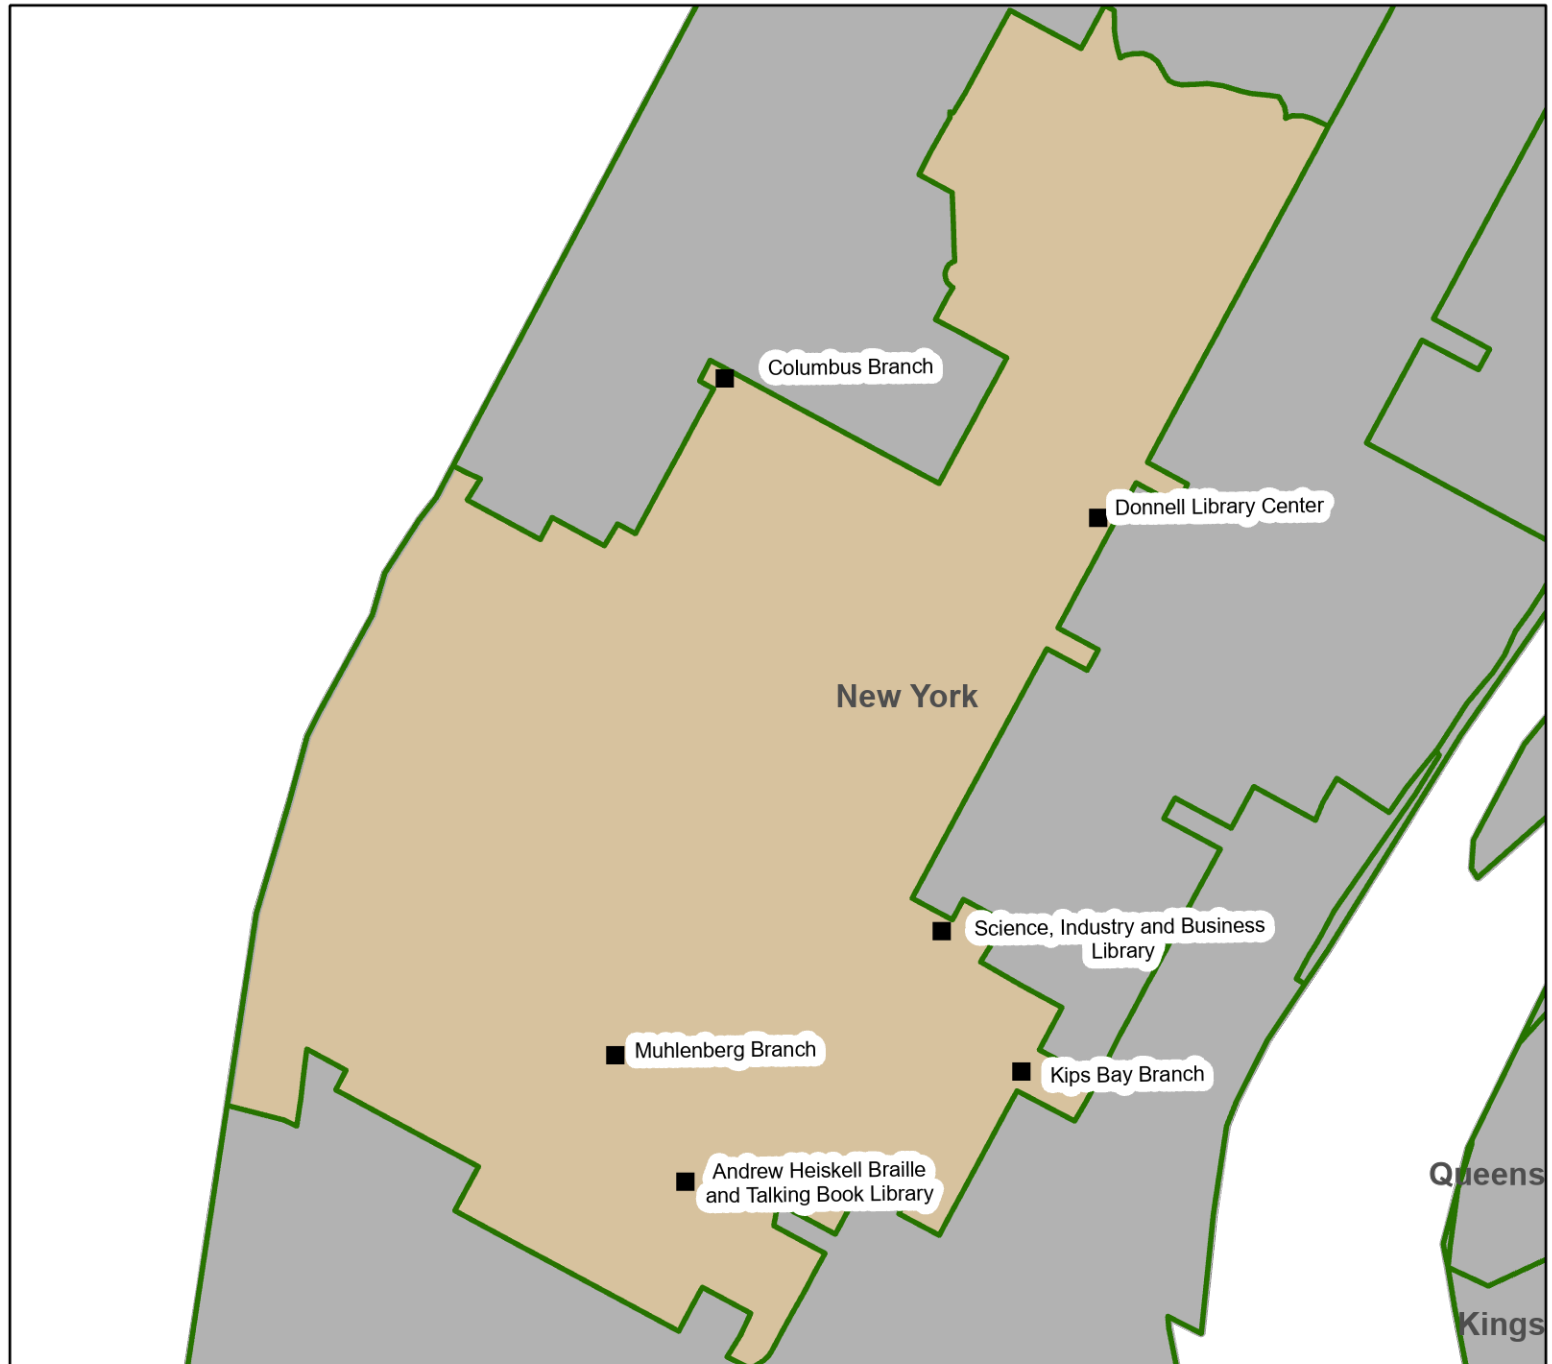 Columbus Branch
Donnell Library Center
New York
Science, Industry and Business
Library
Muhlenberg Branch
Kips Bay Branch
Andrew Heiskell Braille
and Talking Book Library
Queens
Kings